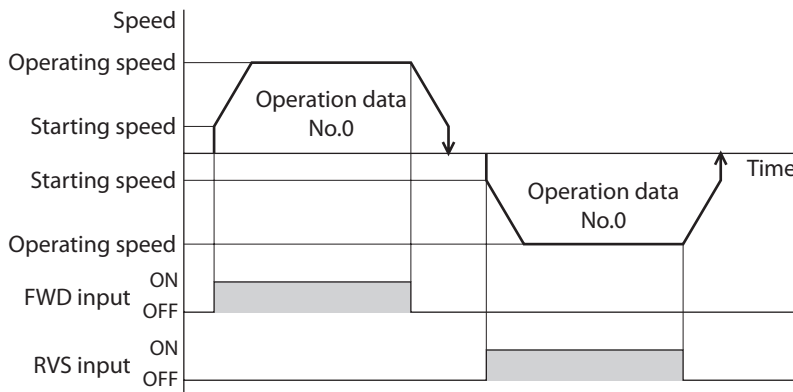 Speed
Operating speed
Operation data
No.0
Starting speed
Time
Starting speed
Operation data
No.0
Operating speed
ON
FWD input
OFF
ON
RVS input
OFF